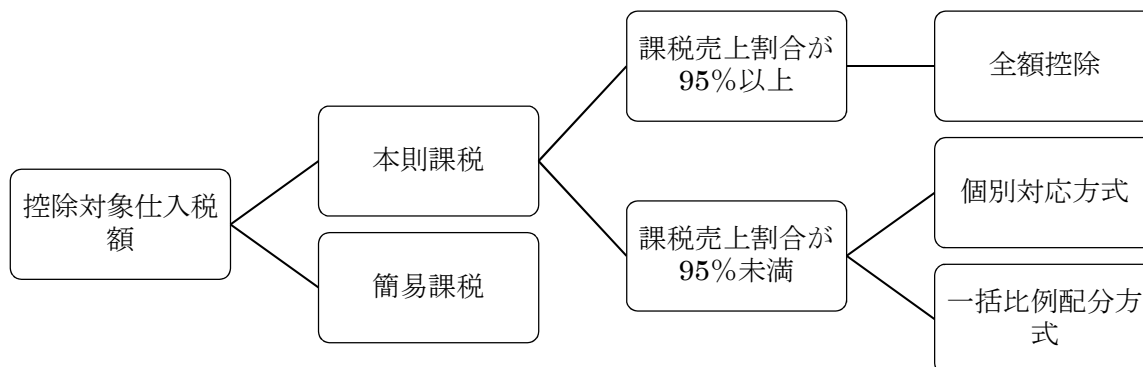 控除対象仕入税
額
本則課税
簡易課税
課税売上割合が
95%以上
課税売上割合が
95%未満
全額控除
個別対応方式
一括比例配分方
式